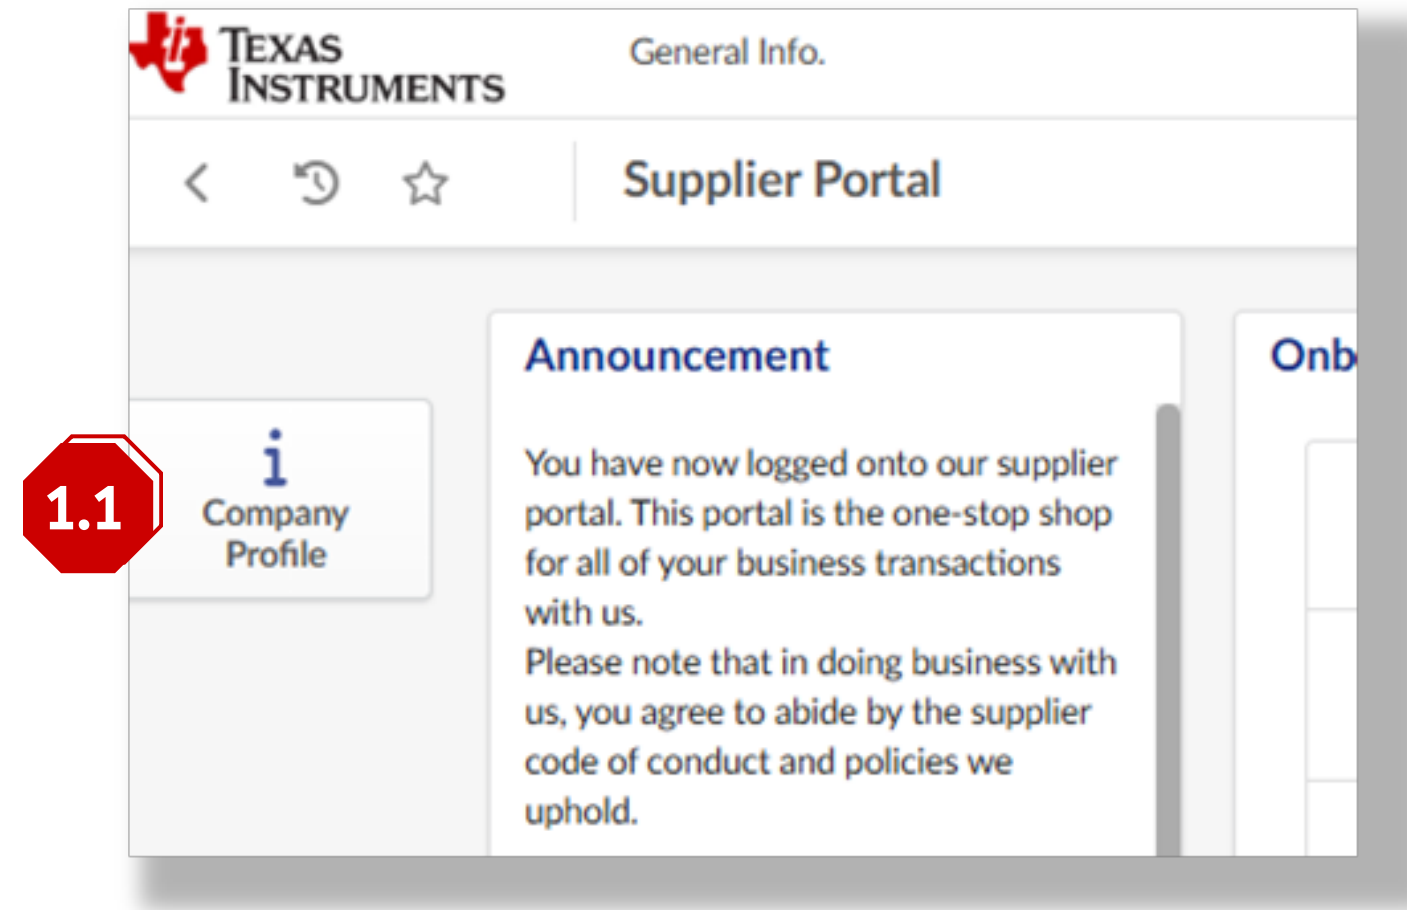 TEXAS
INSTRUMENTS
General Info.
Supplier Portal
Announcement
You have now logged onto our supplier
portal. This portal is the one-stop shop
for all of your business transactions
with us.
Please note that in doing business with
us, you agree to abide by the supplier
code of conduct and policies we
uphold.
Onb
1.1
i
Company
Profile